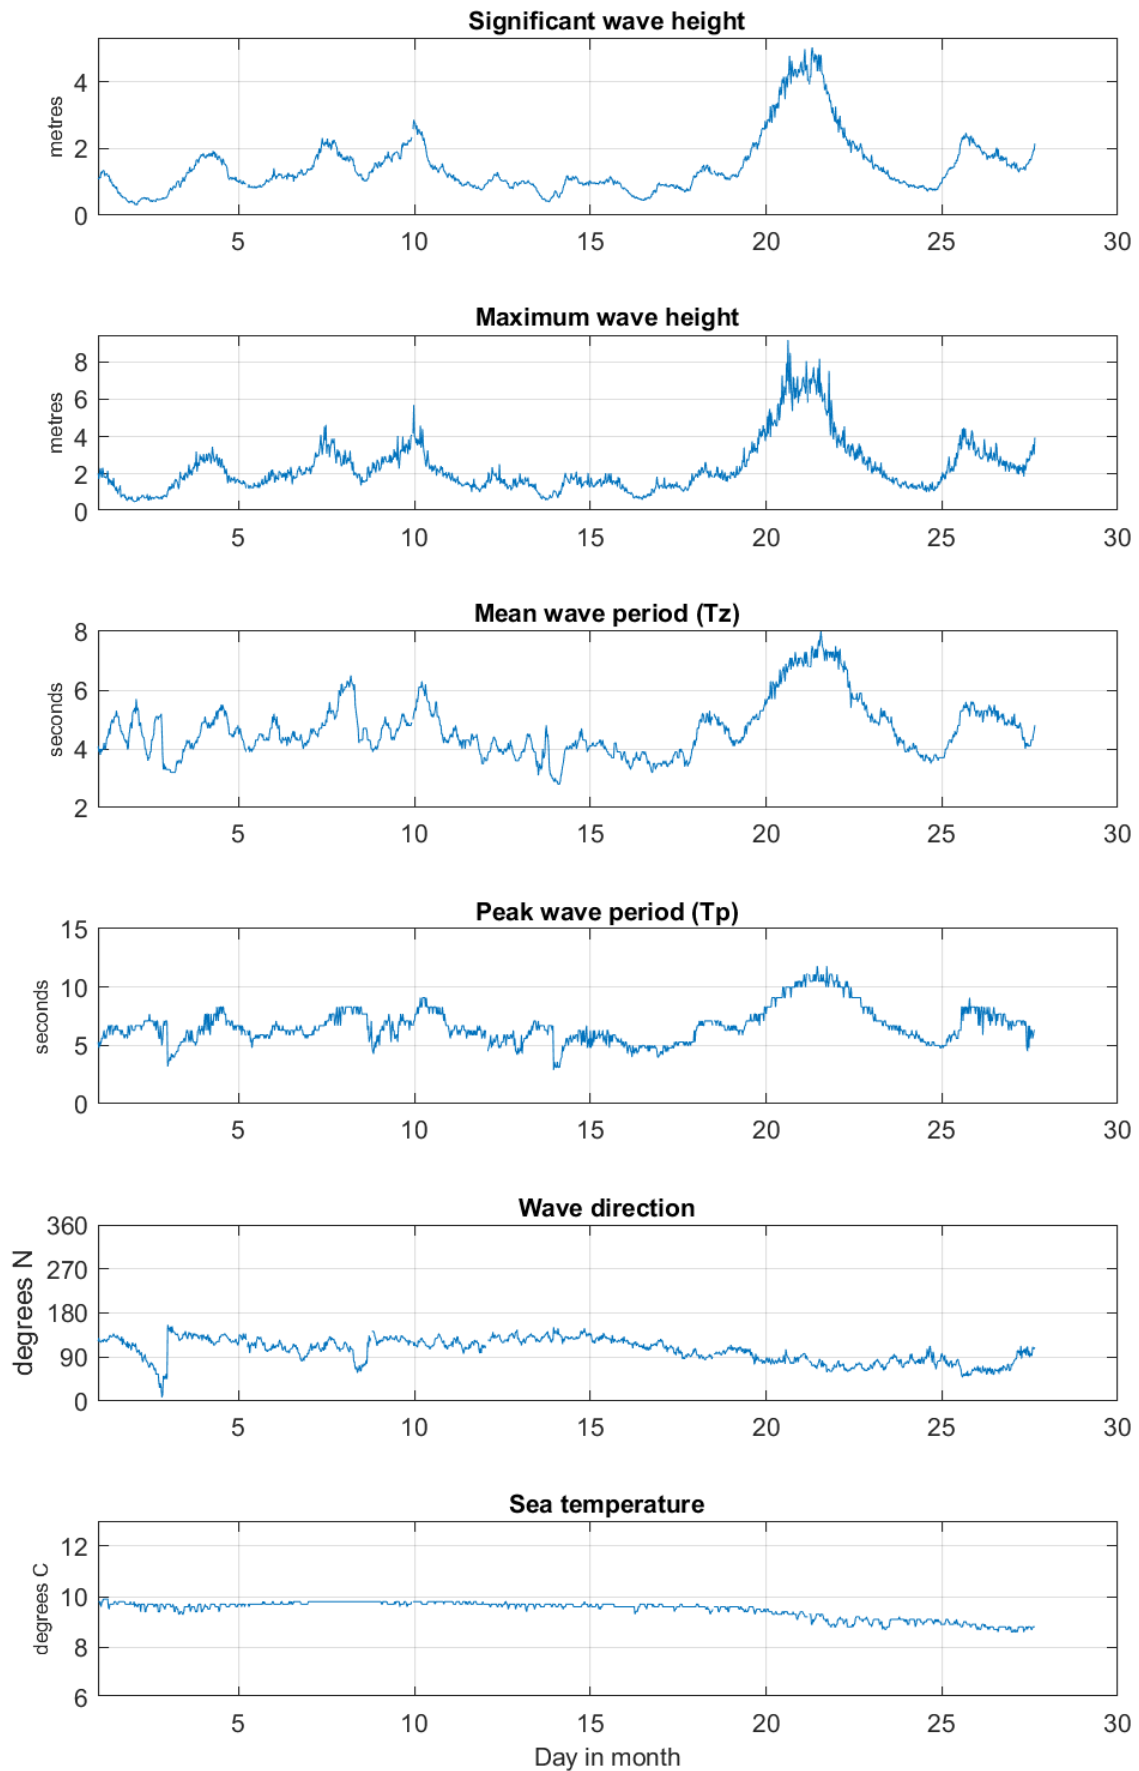 Significant wave height
metres
4
2
0
5 10 15 20 25 30
Maximum wave height
metres
8
6
4
2
0
5 10 15 20 25 30
Mean wave period (Tz)
seconds
8
6
4
2
5 10 15 20 25 30
Peak wave period (Tp)
seconds
15
10
5
0
5 10 15 20 25 30
Wave direction
degrees N
360
270
180
90
0
5 10 15 20 25 30
Sea temperature
degrees C
12
10
8
6
5 10 15 20 25 30
Day in month